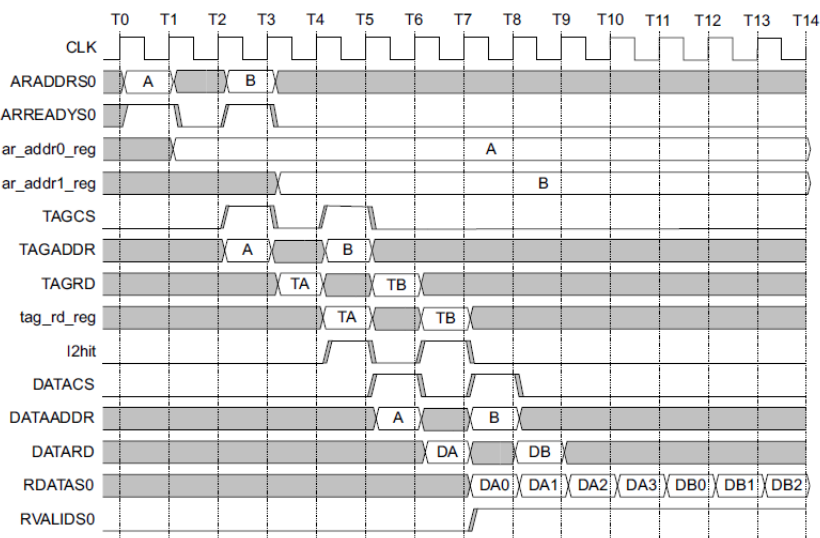 T0 T1 T2 T3 T4 T5 T6 T7 T8 T9 T10 T11 T12 T13 T14
CLK
ARADDRS0 A B
ARREADYS0
ar_addr0_reg A
ar_addr1_reg B
TAGCS
TAGADDR A B
TAGRD TA TB
tag_rd_reg TA TB
l2hit
DATACS
DATAADDR A B
DATARD DA DB
RDATAS0 DA0 DA1 DA2 DA3 DB0 DB1 DB2
RVALIDS0